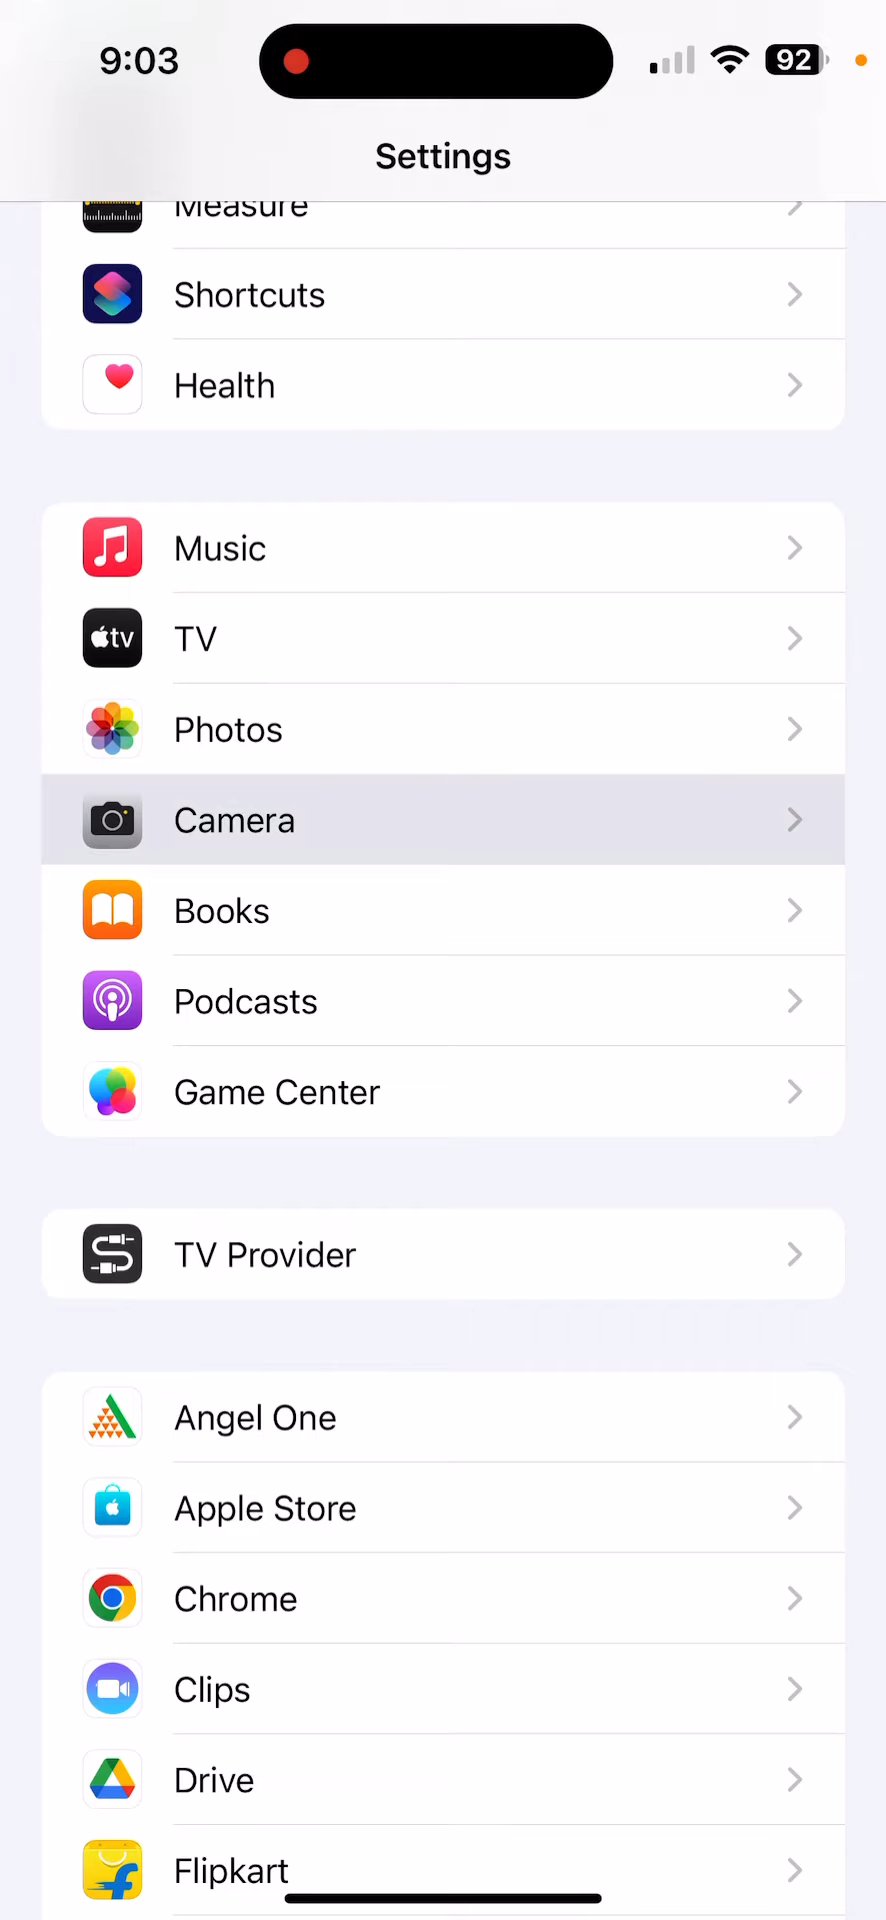 9:03
92
Settings
Measure
Shortcuts
Health
Music
tv
TV
Photos
Camera
Books
Podcasts
Game Center
TV Provider
Angel One
Apple Store
Chrome
Clips
Drive
Flipkart